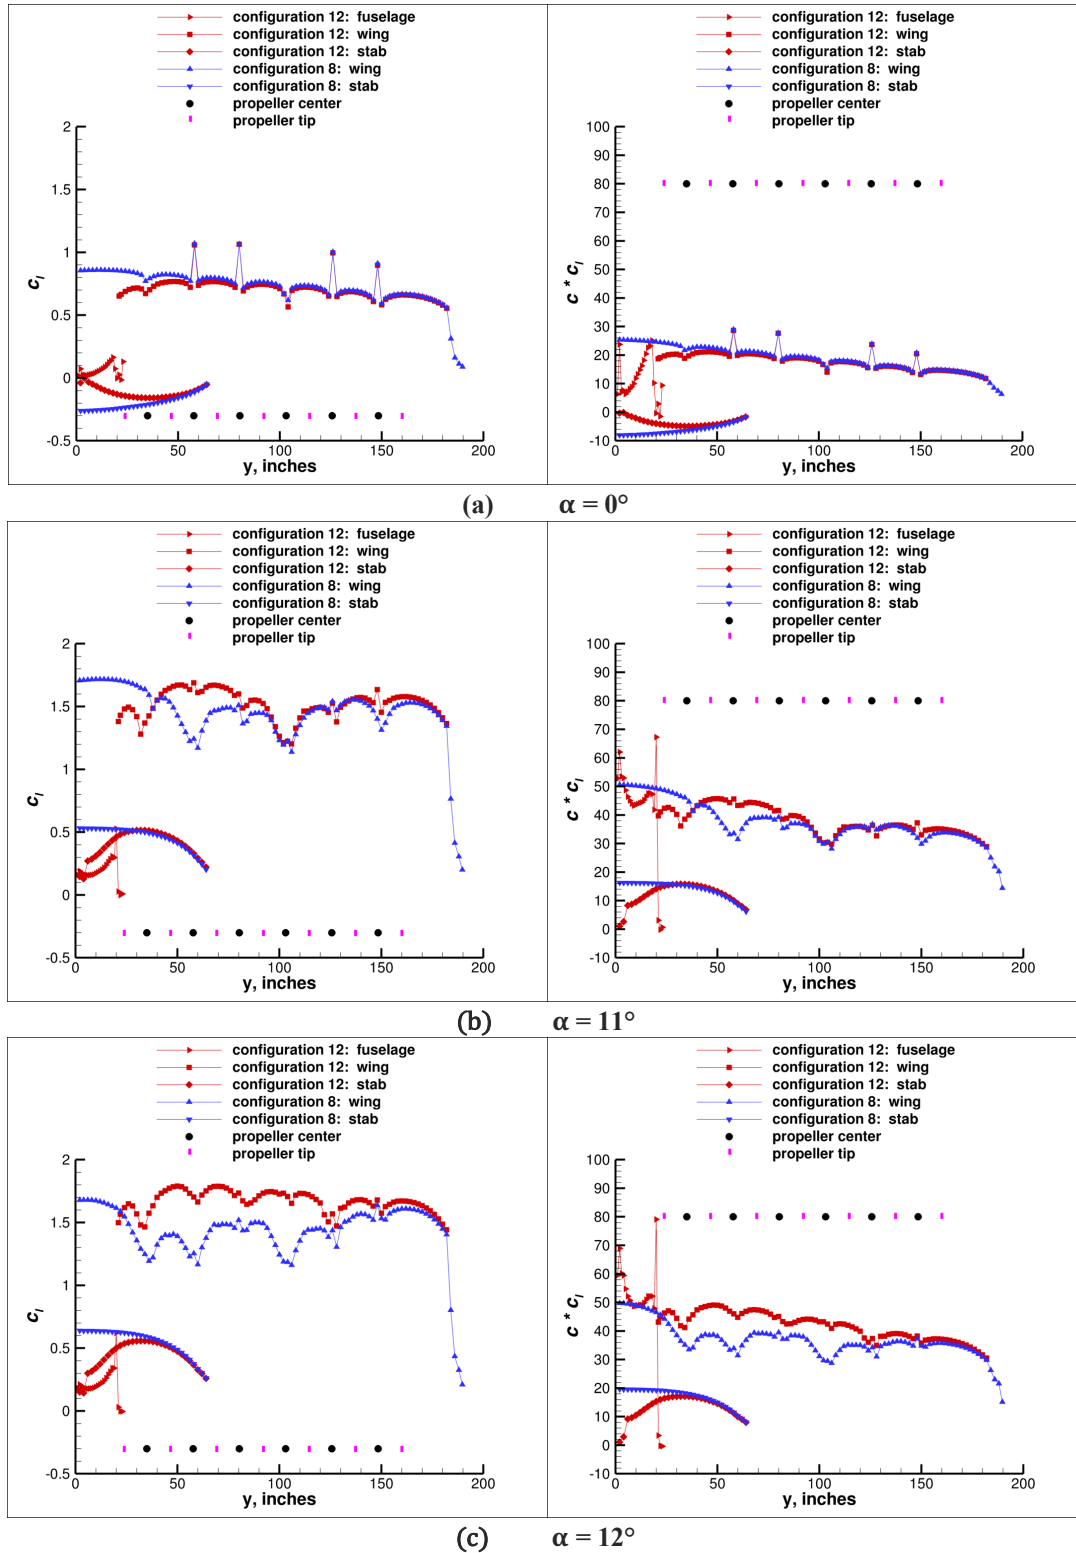 configuration 12: fuselage
configuration 12: wing
configuration 12: stab
configuration 8: wing
configuration 8: stab
propeller center
propeller tip
2
1.5
1
0.5
0
-0.5
c_l
0
50
100
150
200
y, inches
configuration 12: fuselage
configuration 12: wing
configuration 12: stab
configuration 8: wing
configuration 8: stab
propeller center
propeller tip
100
90
80
70
60
50
40
30
20
10
0
-10
c * c_l
0
50
100
150
200
y, inches
(a) α = 0°
configuration 12: fuselage
configuration 12: wing
configuration 12: stab
configuration 8: wing
configuration 8: stab
propeller center
propeller tip
2
1.5
1
0.5
0
-0.5
c_l
0
50
100
150
200
y, inches
configuration 12: fuselage
configuration 12: wing
configuration 12: stab
configuration 8: wing
configuration 8: stab
propeller center
propeller tip
100
90
80
70
60
50
40
30
20
10
0
-10
c * c_l
0
50
100
150
200
y, inches
(b) α = 11°
configuration 12: fuselage
configuration 12: wing
configuration 12: stab
configuration 8: wing
configuration 8: stab
propeller center
propeller tip
2
1.5
1
0.5
0
-0.5
c_l
0
50
100
150
200
y, inches
configuration 12: fuselage
configuration 12: wing
configuration 12: stab
configuration 8: wing
configuration 8: stab
propeller center
propeller tip
100
90
80
70
60
50
40
30
20
10
0
-10
c * c_l
0
50
100
150
200
y, inches
(c) α = 12°